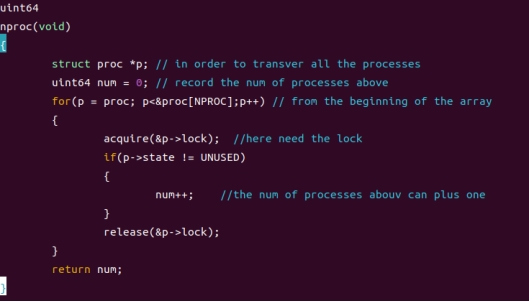 uint64
nproc(void)
{
struct proc *p; // in order to transver all the processes
uint64 num = 0; // record the num of processes above
for(p = proc; p<&proc[NPROC];p++) // from the beginning of the array
{
acquire(&p->lock);  //here need the lock
if(p->state != UNUSED)
{
num++;    //the num of processes abouv can plus one
}
release(&p->lock);
}
return num;
}